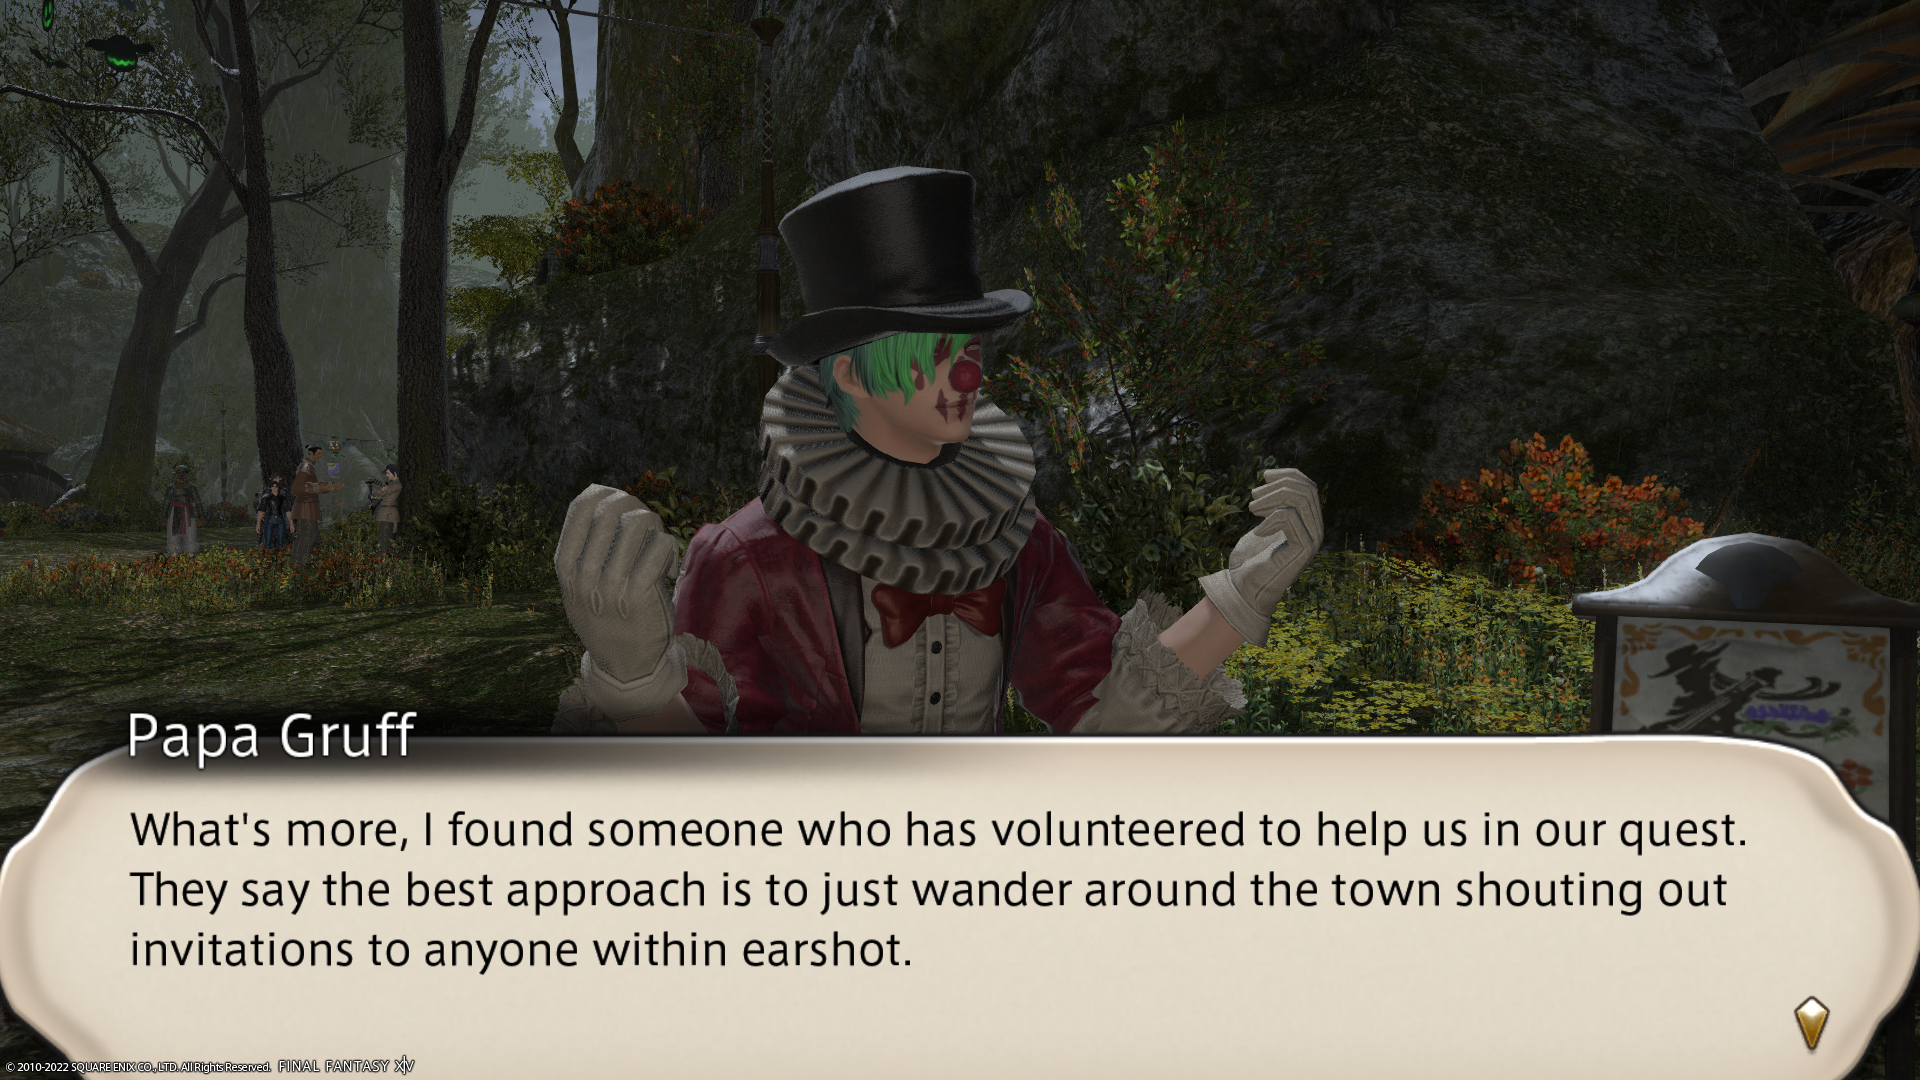 Papa Gruff
What's more, I found someone who has volunteered to help us in our quest.
They say the best approach is to just wander around the town shouting out
invitations to anyone within earshot.
© 2010-2022 SQUARE ENIX CO., LTD. All Rights Reserved. FINAL FANTASY XIV